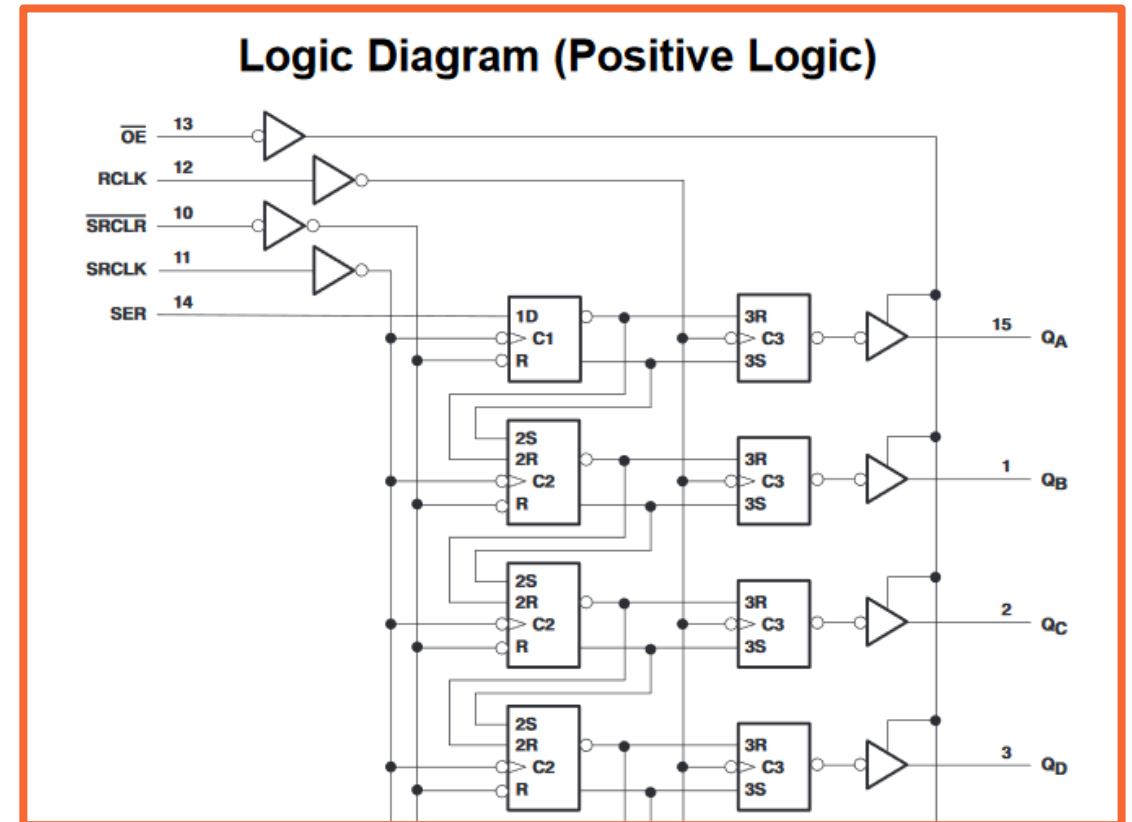 Logic Diagram (Positive Logic)
OE 13
RCLK 12
SRCLR 10
SRCLK 11
SER 14
1D
C1
R
3R
C3
3S
15 QA
2S
2R
C2
R
3R
C3
3S
1 QB
2S
2R
C2
R
3R
C3
3S
2 QC
2S
2R
C2
R
3R
C3
3S
3 QD